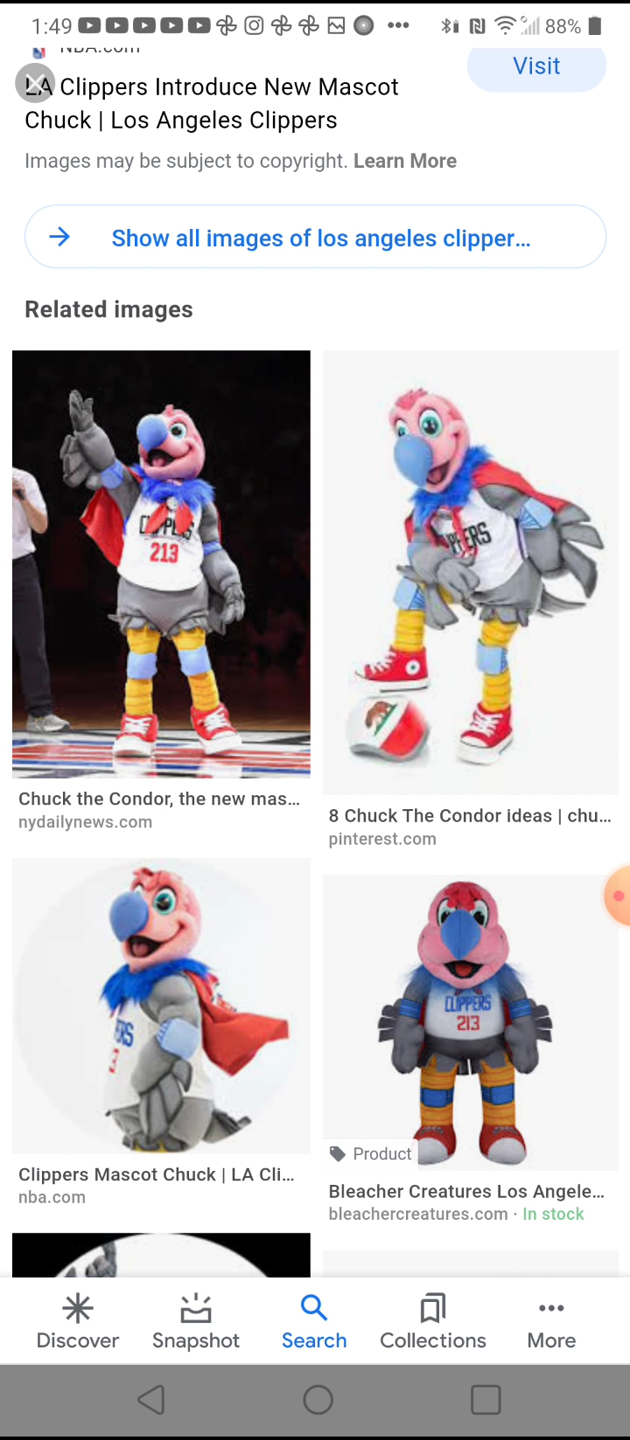 1:49
88%
NBA.com
Visit
LA Clippers Introduce New Mascot
Chuck | Los Angeles Clippers
Images may be subject to copyright. Learn More
Show all images of los angeles clipper...
Related images
CLIPPERS
213
Chuck the Condor, the new mas...
nydailynews.com
8 Chuck The Condor ideas | chu...
pinterest.com
CLIPPERS
213
Product
Clippers Mascot Chuck | LA Cli...
nba.com
Bleacher Creatures Los Angele...
bleachercreatures.com · In stock
Discover
Snapshot
Search
Collections
More